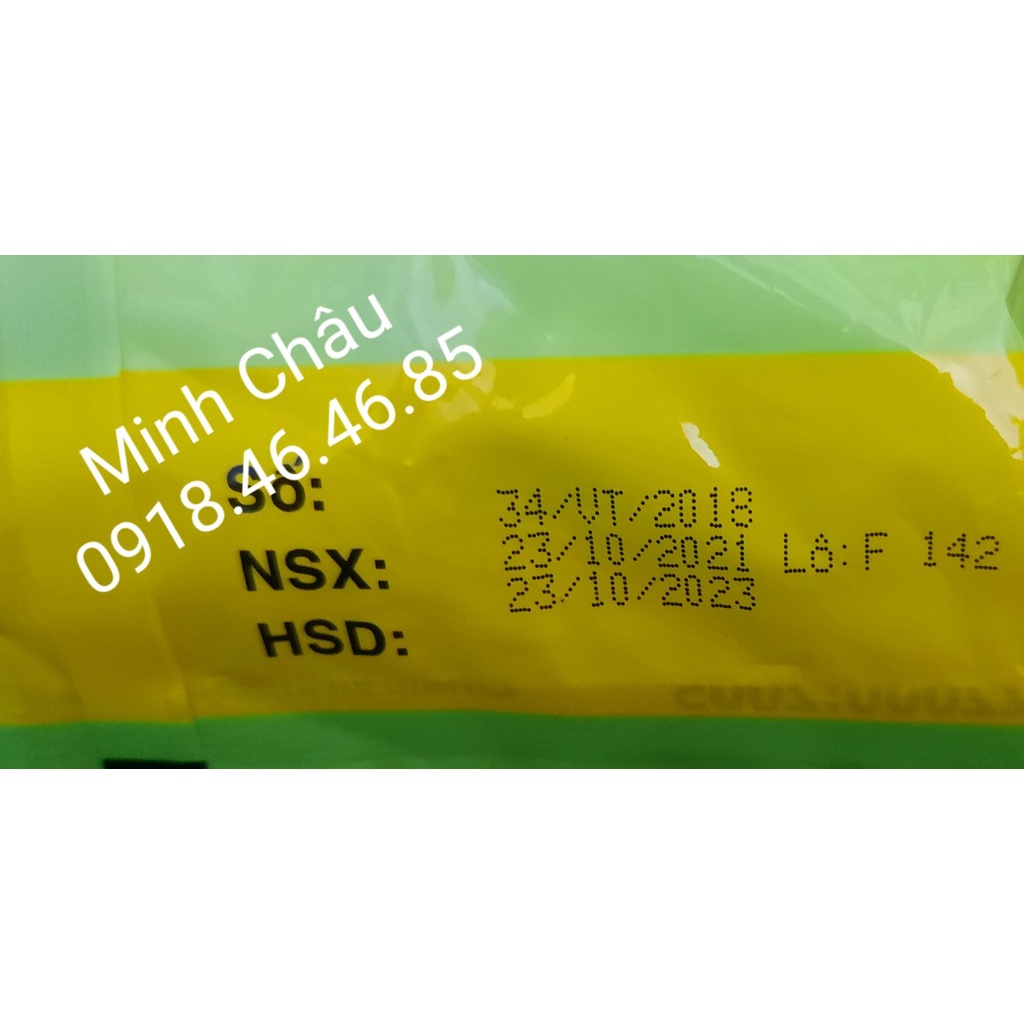 Minh Châu
0918.46.46.85
Số: 34/VT/2018
NSX: 23/10/2021 Lô: F 142
HSD: 23/10/2023